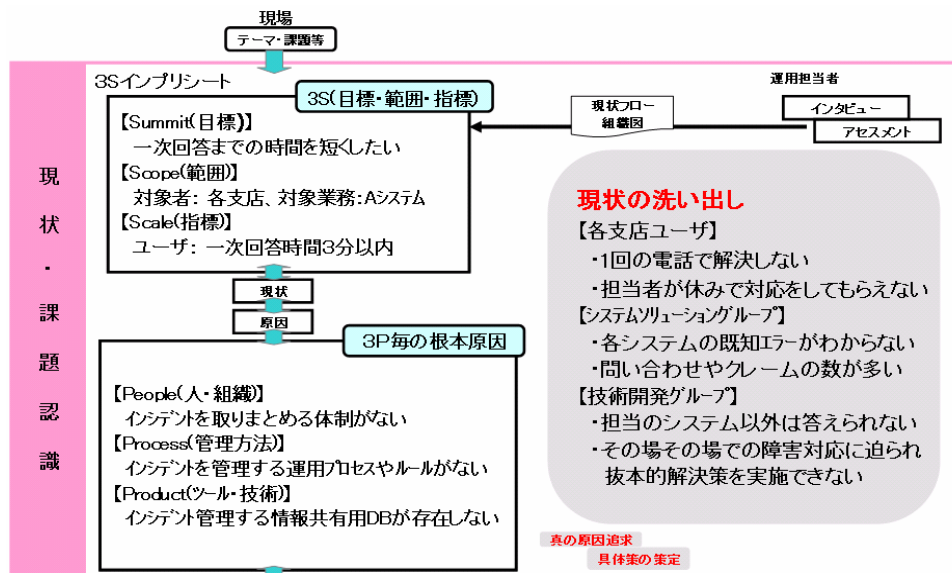 現場
テーマ・課題等
現状・課題認識
3Sインプリシート
3S(目標・範囲・指標)
【Summit(目標)】
一次回答までの時間を短くしたい
【Scope(範囲)】
対象者: 各支店、対象業務:Aシステム
【Scale(指標)】
ユーザ: 一次回答時間3分以内
現状
原因
3P毎の根本原因
【People(人・組織)】
インシデントを取りまとめる体制がない
【Process(管理方法)】
インシデントを管理する運用プロセスやルールがない
【Product(ツール・技術)】
インシデント管理する情報共有用DBが存在しない
運用担当者
インタビュー
アセスメント
現状フロー
組織図
現状の洗い出し
【各支店ユーザ】
・1回の電話で解決しない
・担当者が休みで対応をしてもらえない
【システムソリューショングループ】
・各システムの既知エラーがわからない
・問い合わせやクレームの数が多い
【技術開発グループ】
・担当のシステム以外は答えられない
・その場その場での障害対応に迫られ
抜本的解決策を実施できない
真の原因追求
具体策の策定